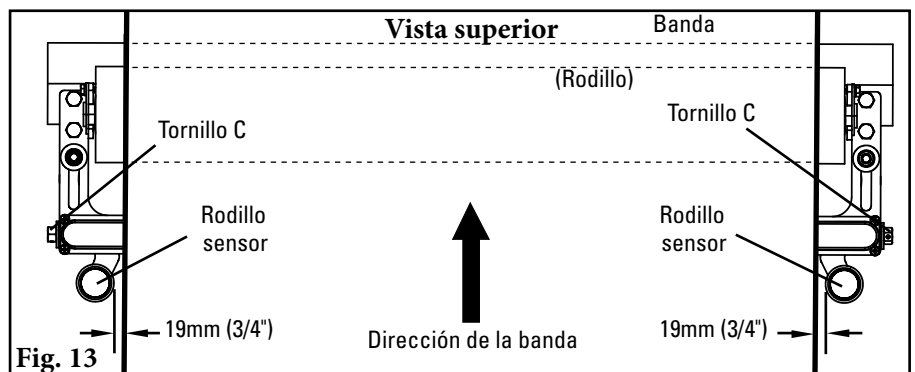 Vista superior
Banda
(Rodillo)
Tornillo C
Tornillo C
Rodillo
sensor
Rodillo
sensor
19mm (3/4")
Dirección de la banda
19mm (3/4")
Fig. 13